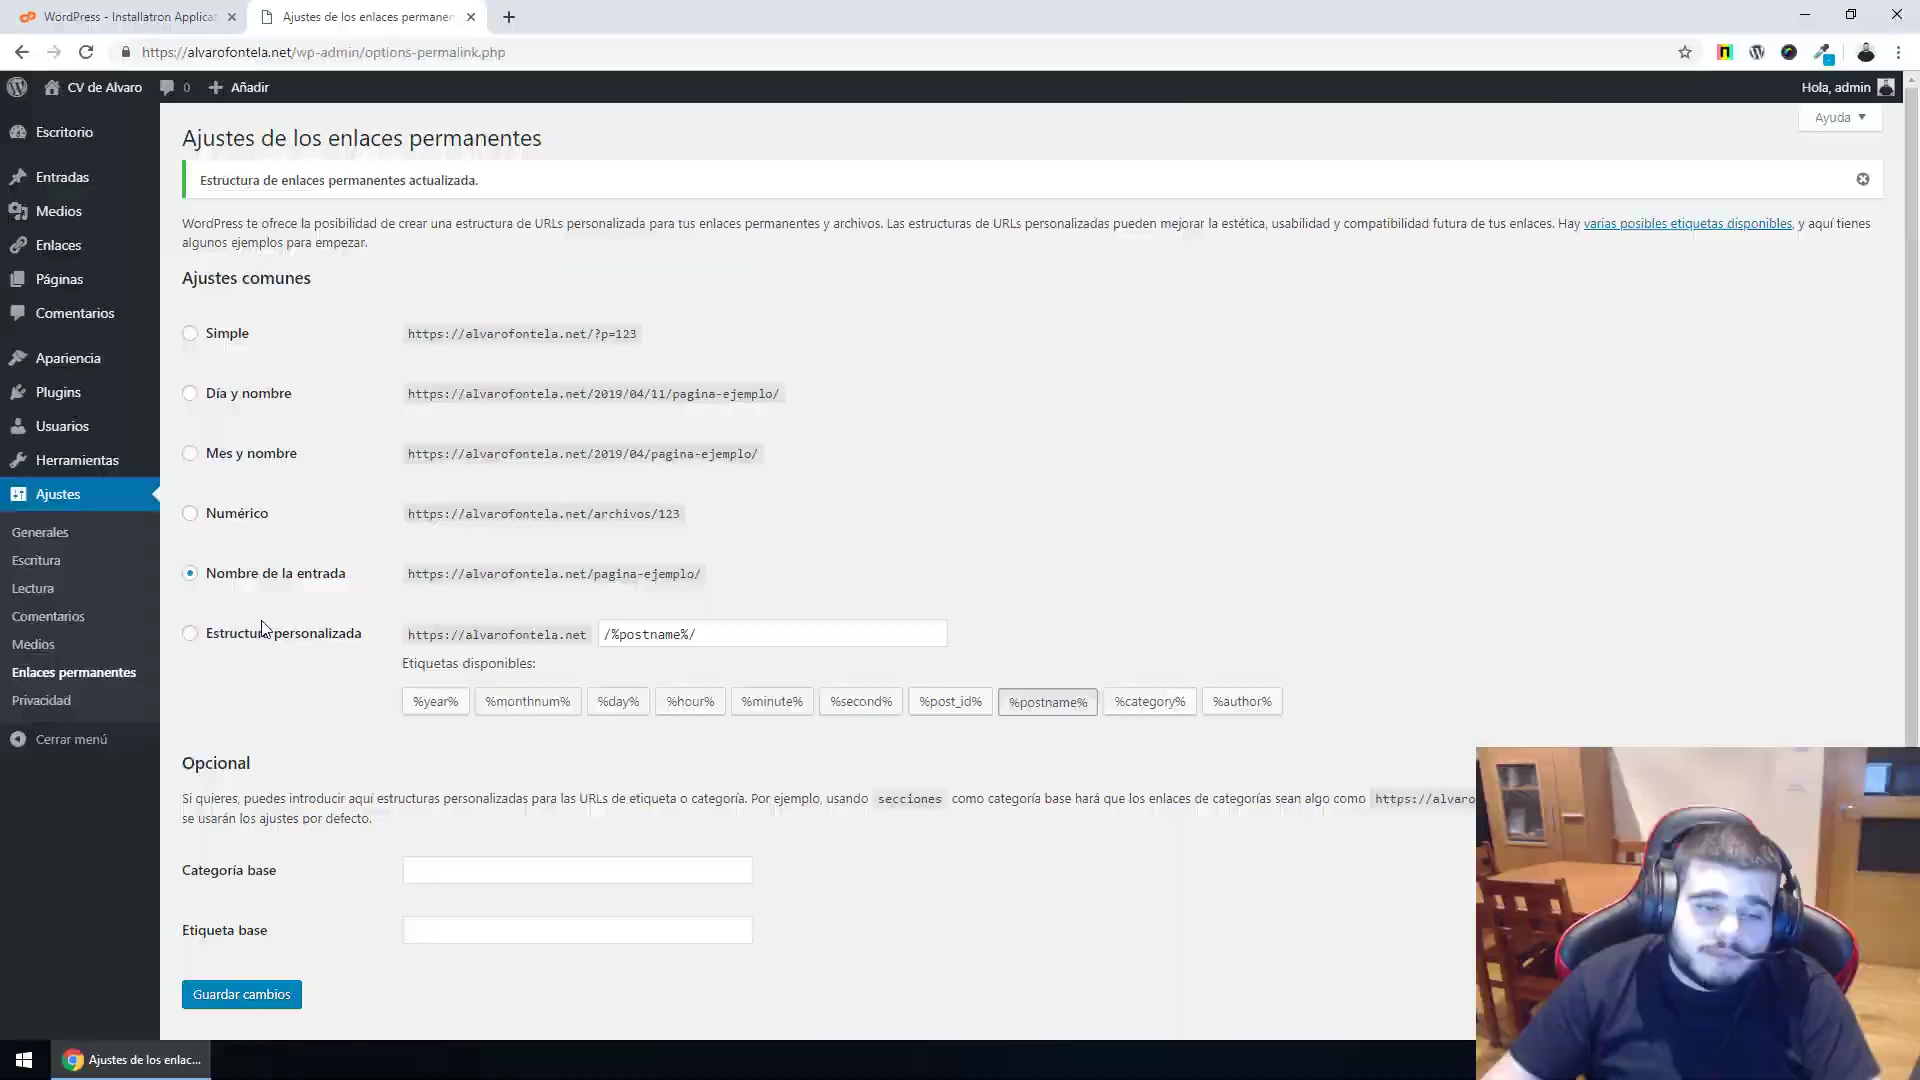 WordPress - Installatron Applicat
Ajustes de los enlaces permanen
https://alvarofontela.net/wp-admin/options-permalink.php
CV de Alvaro
0
Añadir
Hola, admin
Escritorio
Entradas
Medios
Enlaces
Páginas
Comentarios
Apariencia
Plugins
Usuarios
Herramientas
Ajustes
Generales
Escritura
Lectura
Comentarios
Medios
Enlaces permanentes
Privacidad
Cerrar menú
Ayuda
Ajustes de los enlaces permanentes
Estructura de enlaces permanentes actualizada.
WordPress te ofrece la posibilidad de crear una estructura de URLs personalizada para tus enlaces permanentes y archivos. Las estructuras de URLs personalizadas pueden mejorar la estética, usabilidad y compatibilidad futura de tus enlaces. Hay varias posibles etiquetas disponibles, y aquí tienes
algunos ejemplos para empezar.
Ajustes comunes
Simple https://alvarofontela.net/?p=123
Día y nombre https://alvarofontela.net/2019/04/11/pagina-ejemplo/
Mes y nombre https://alvarofontela.net/2019/04/pagina-ejemplo/
Numérico https://alvarofontela.net/archivos/123
Nombre de la entrada https://alvarofontela.net/pagina-ejemplo/
Estructura personalizada https://alvarofontela.net /%postname%/
Etiquetas disponibles:
%year% %monthnum% %day% %hour% %minute% %second% %post_id% %postname% %category% %author%
Opcional
Si quieres, puedes introducir aquí estructuras personalizadas para las URLs de etiqueta o categoría. Por ejemplo, usando secciones como categoría base hará que los enlaces de categorías sean algo como https://alvaro
se usarán los ajustes por defecto.
Categoría base
Etiqueta base
Guardar cambios
Ajustes de los enlac...